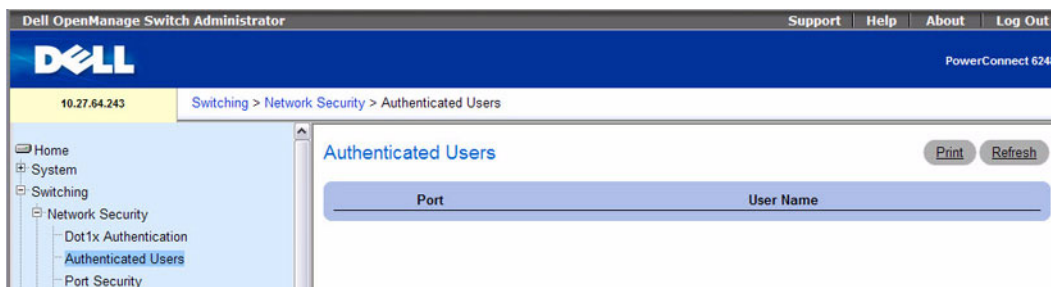 Dell OpenManage Switch Administrator
Support Help About Log Out
DELL
PowerConnect 624
10.27.64.243
Switching > Network Security > Authenticated Users
Home
System
Switching
Network Security
Dot1x Authentication
Authenticated Users
Port Security
Authenticated Users
Print Refresh
Port User Name